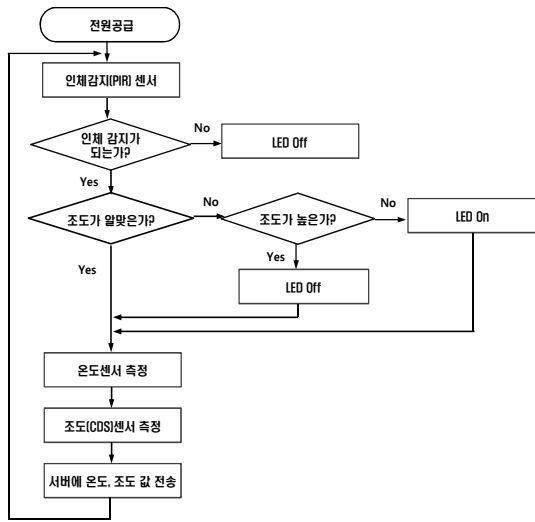 전원공급
인체감지(PIR) 센서
인체 감지가
되는가?
No
LED Off
Yes
조도가 알맞은가?
No
조도가 높은가?
No
LED On
Yes
Yes
LED Off
온도센서 측정
조도(CDS)센서 측정
서버에 온도, 조도 값 전송